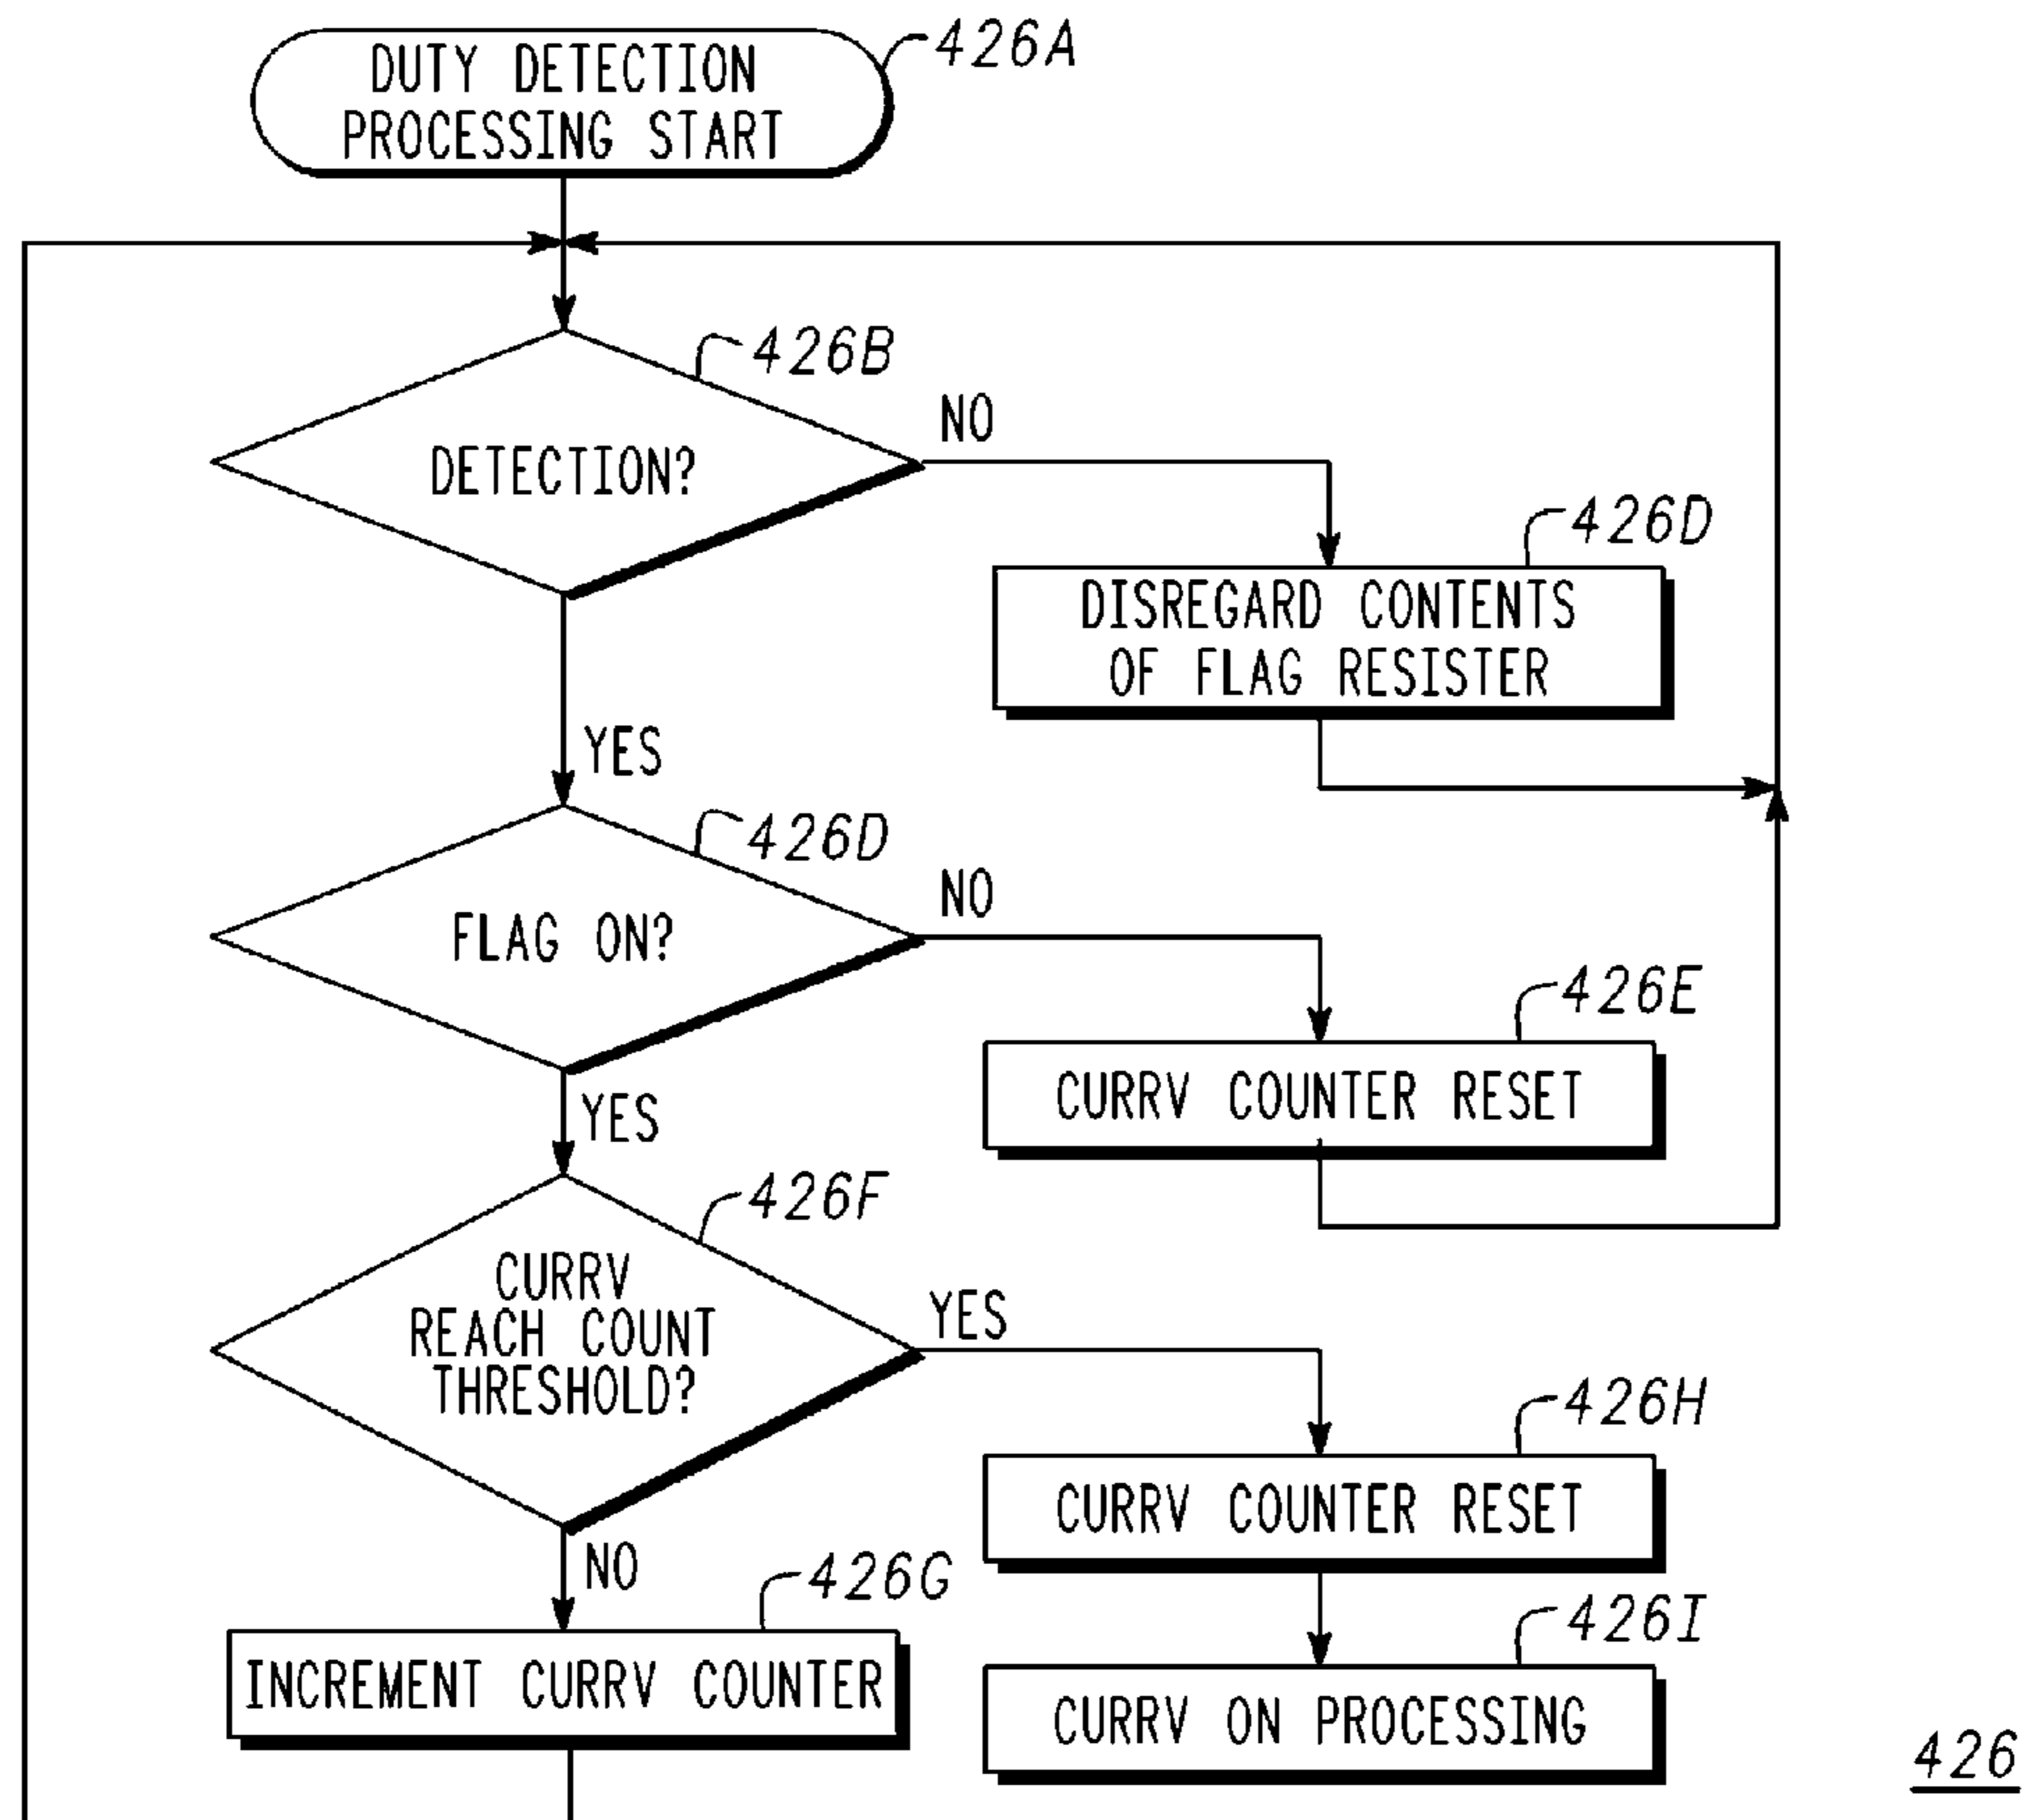 426A
DUTY DETECTION
PROCESSING START
426B
NO
DETECTION?
426D
DISREGARD CONTENTS
OF FLAG RESISTER
YES
426D
NO
FLAG ON?
426E
CURRV COUNTER RESET
YES
426F
CURRV
REACH COUNT
THRESHOLD?
YES
426H
CURRV COUNTER RESET
NO
426G
INCREMENT CURRV COUNTER
426I
CURRV ON PROCESSING
426